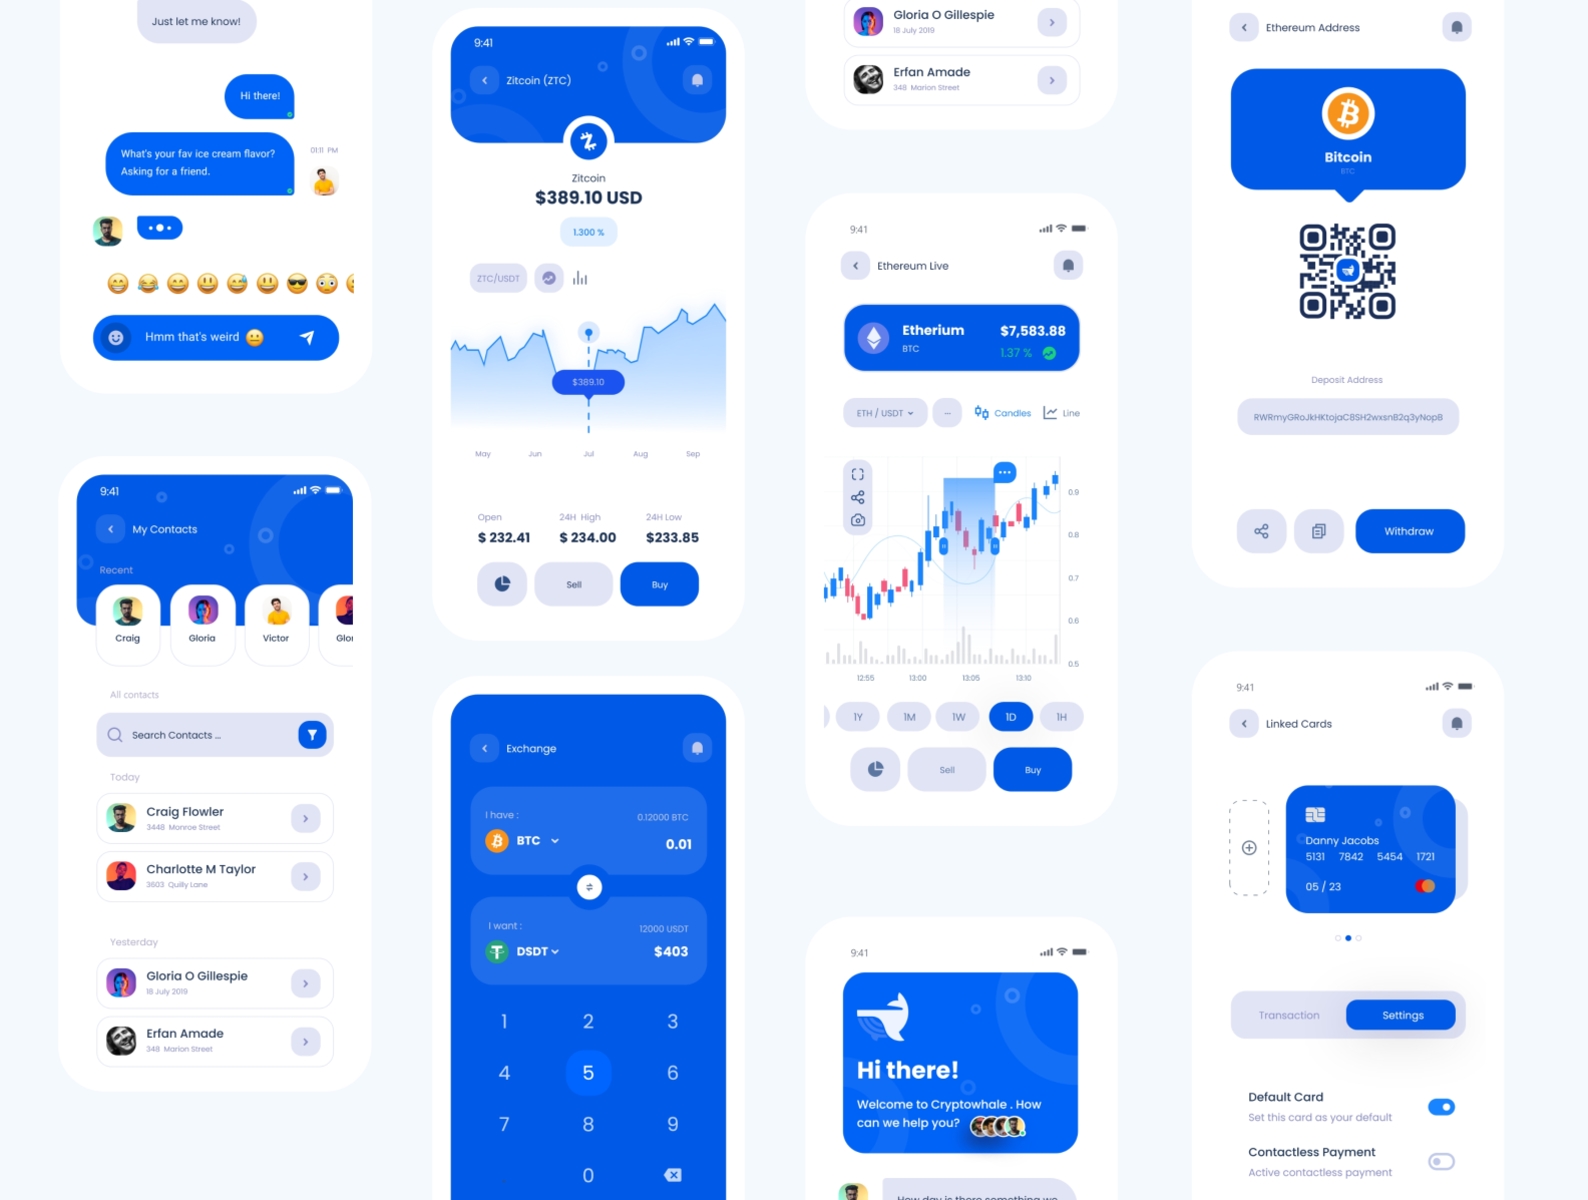 Just let me know!
Hi there!
What's your fav ice cream flavor?
Asking for a friend.
01:11 PM
Hmm that's weird
9:41
My Contacts
Recent
Craig
Gloria
Victor
Glor
All contacts
Search Contacts ...
Today
Craig Flowler
3448 Monroe Street
Charlotte M Taylor
3603 Quilly Lane
Yesterday
Gloria O Gillespie
18 July 2019
Erfan Amade
348 Marion Street
9:41
Zitcoin (ZTC)
Zitcoin
$389.10 USD
1.300 %
ZTC/USDT
$389.10
May Jun Jul Aug Sep
Open 24H High 24H Low
$ 232.41 $ 234.00 $233.85
Sell Buy
Exchange
I have :
0.12000 BTC
BTC
0.01
I want :
12000 USDT
DSDT
$403
1 2 3
4 5 6
7 8 9
0
Gloria O Gillespie
18 July 2019
Erfan Amade
348 Marion Street
9:41
Ethereum Live
Etherium
BTC
$7,583.88
1.37 %
ETH / USDT
Candles
Line
0.9
0.8
0.7
0.6
0.5
12:55 13:00 13:05 13:10
1Y 1M 1W 1D 1H
Sell Buy
9:41
Hi there!
Welcome to Cryptowhale . How
can we help you?
How day is there something we
Ethereum Address
Bitcoin
BTC
Deposit Address
RWRmyGRoJkHKtojaC8SH2wxsnB2q3yNopB
Withdraw
9:41
Linked Cards
Danny Jacobs
5131 7842 5454 1721
05 / 23
Transaction Settings
Default Card
Set this card as your default
Contactless Payment
Active contactless payment